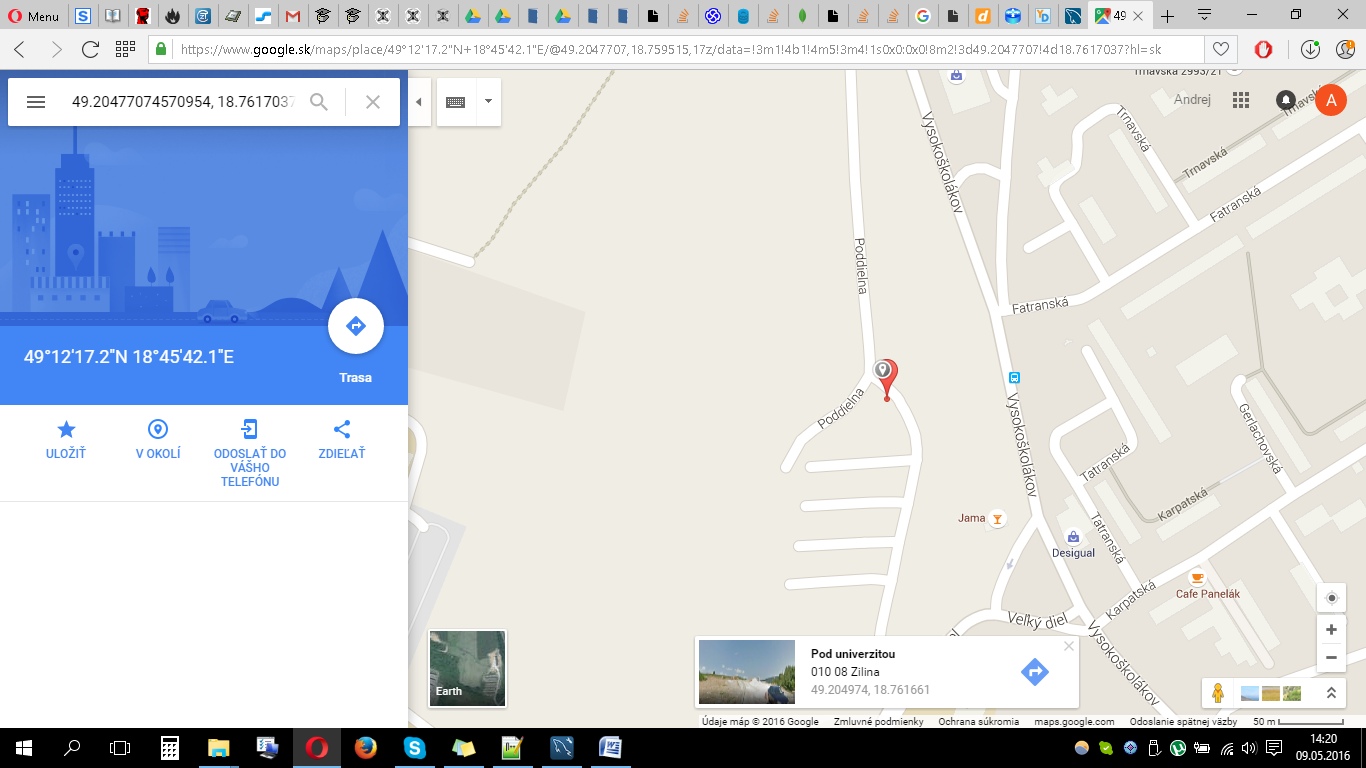 Menu
49
https://www.google.sk/maps/place/49°12'17.2"N+18°45'42.1"E/@49.2047707,18.759515,17z/data=!3m1!4b1!4m5!3m4!1s0x0:0x0!8m2!3d49.2047707!4d18.7617037?hl=sk
49.20477074570954, 18.7617037
49°12'17.2"N 18°45'42.1"E
Trasa
ULOŽIŤ
V OKOLÍ
ODOSLAŤ DO
VÁŠHO
TELEFÓNU
ZDIEĽAŤ
Trnavská 2993/21
Andrej
A
Trnavská
Trnavská
Trnavská
Vysokoškolákov
Fatranská
Poddielna
Fatranská
Poddielna
Vysokoškolákov
Gerlachovská
Tatranská
Karpatská
Jama
Tatranská
Desigual
Cafe Panelák
Karpatská
Veľký diel
Vysokoškolákov
Earth
Pod univerzitou
010 08 Zilina
49.204974, 18.761661
Údaje máp © 2016 Google
Zmluvné podmienky
Ochrana súkromia
maps.google.com
Odoslanie spätnej väzby
50 m
14:20
09.05.2016